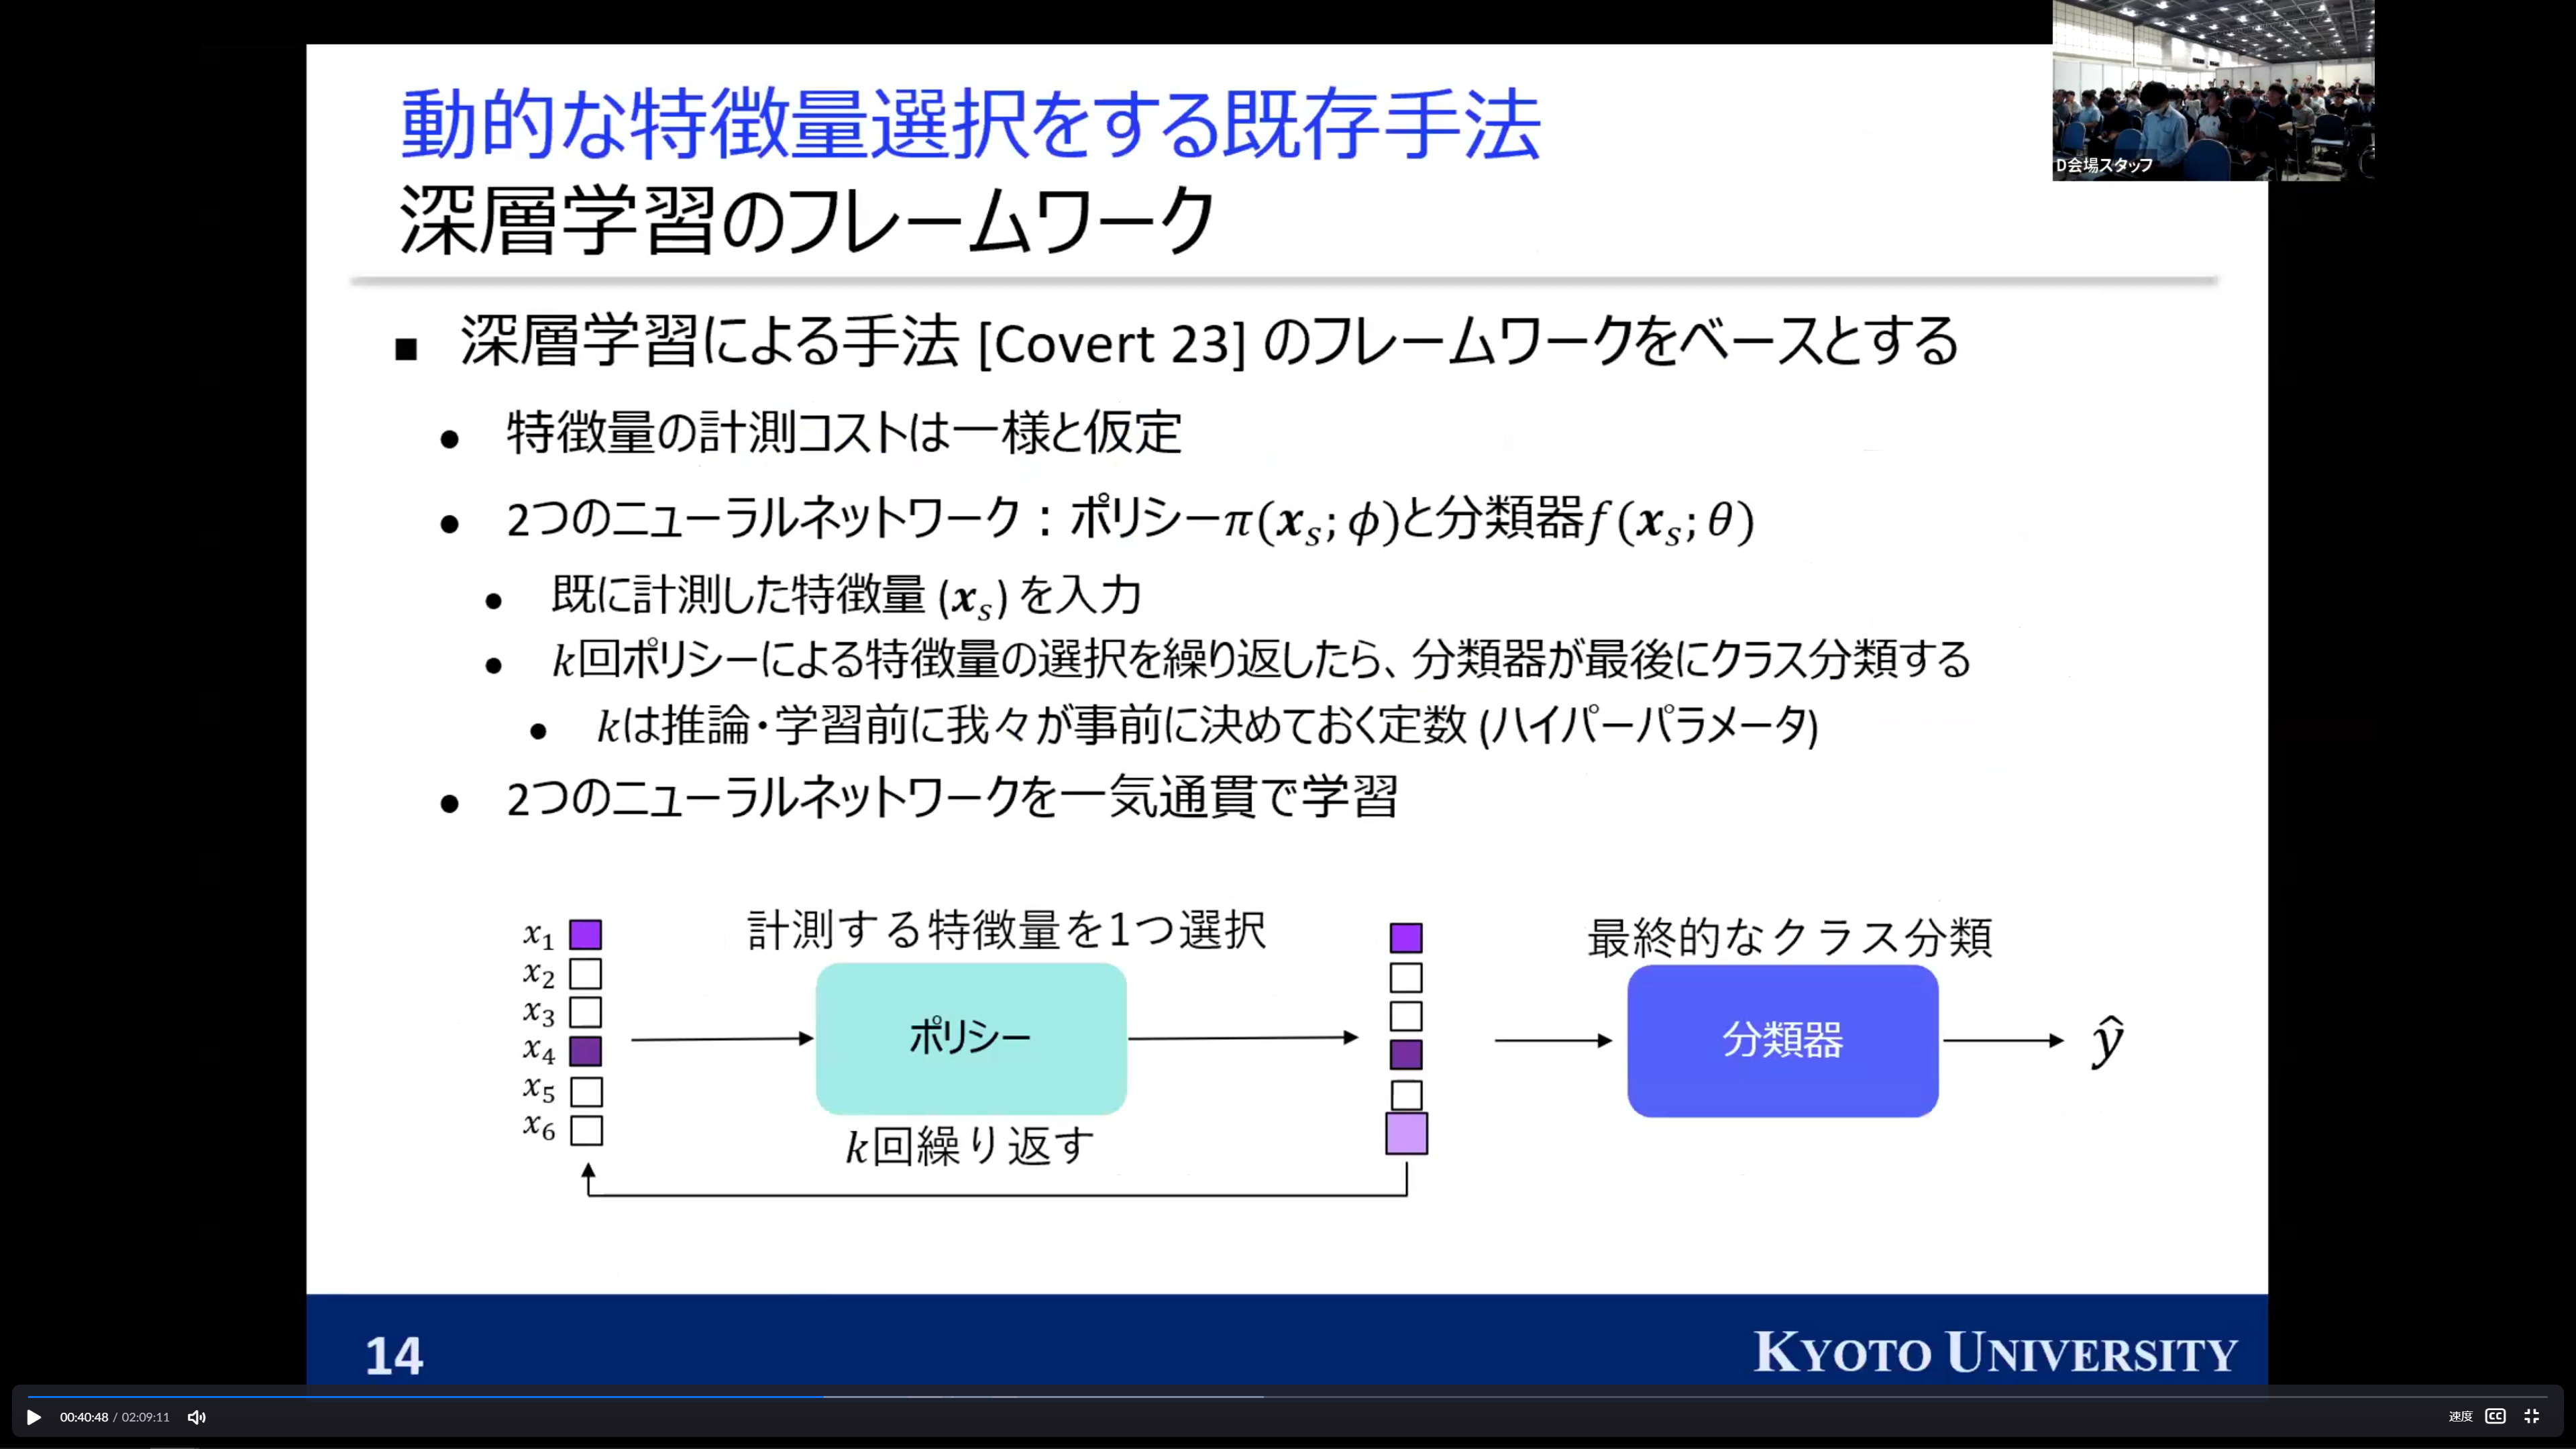 動的な特徴量選択をする既存手法
D会場スタッフ
深層学習のフレームワーク
■ 深層学習による手法 [Covert 23] のフレームワークをベースとする
● 特徴量の計測コストは一様と仮定
● 2つのニューラルネットワーク：ポリシーπ(𝒙ₛ; ϕ)と分類器f(𝒙ₛ; θ)
● 既に計測した特徴量 (𝒙ₛ) を入力
● k回ポリシーによる特徴量の選択を繰り返したら、分類器が最後にクラス分類する
● kは推論・学習前に我々が事前に決めておく定数 (ハイパーパラメータ)
● 2つのニューラルネットワークを一気通貫で学習
計測する特徴量を1つ選択
最終的なクラス分類
x₁
x₂
x₃
x₄
x₅
x₆
ポリシー
分類器
ŷ
k回繰り返す
14
KYOTO UNIVERSITY
00:40:48 / 02:09:11
速度
CC